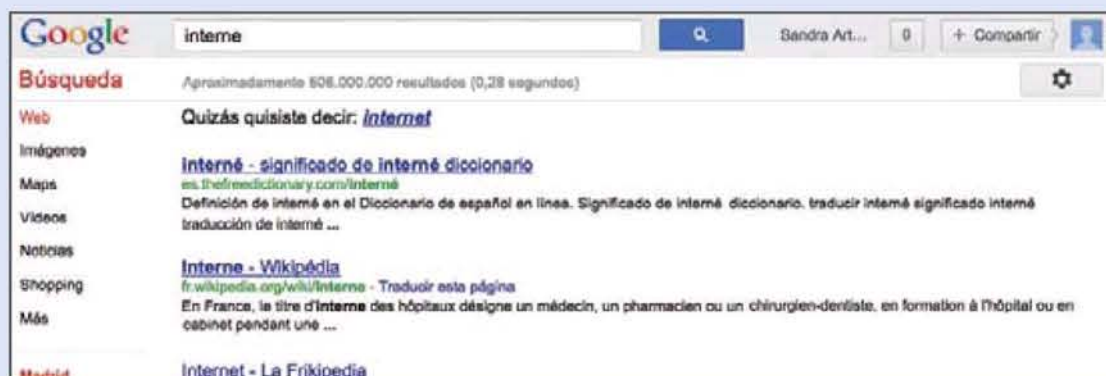 Google
interne
Sandra Art...
0
+ Compartir
Búsqueda
Aproximadamente 506.000.000 resultados (0,28 segundos)
Web
Quizás quisiste decir: internet
Imágenes
interné - significado de interné diccionario
Maps
es.thefreedictionary.com/interné
Definición de interné en el Diccionario de español en línea. Significado de interné diccionario. traducir interné significado interné
Vídeos
traducción de interné ...
Noticias
Interne - Wikipédia
Shopping
fr.wikipedia.org/wiki/Interne - Traducir esta página
En France, le titre d'interne des hôpitaux désigne un médecin, un pharmacien ou un chirurgien-dentiste, en formation à l'hôpital ou en
Más
cabinet pendant une ...
Madrid
Internet - La Frikipedia